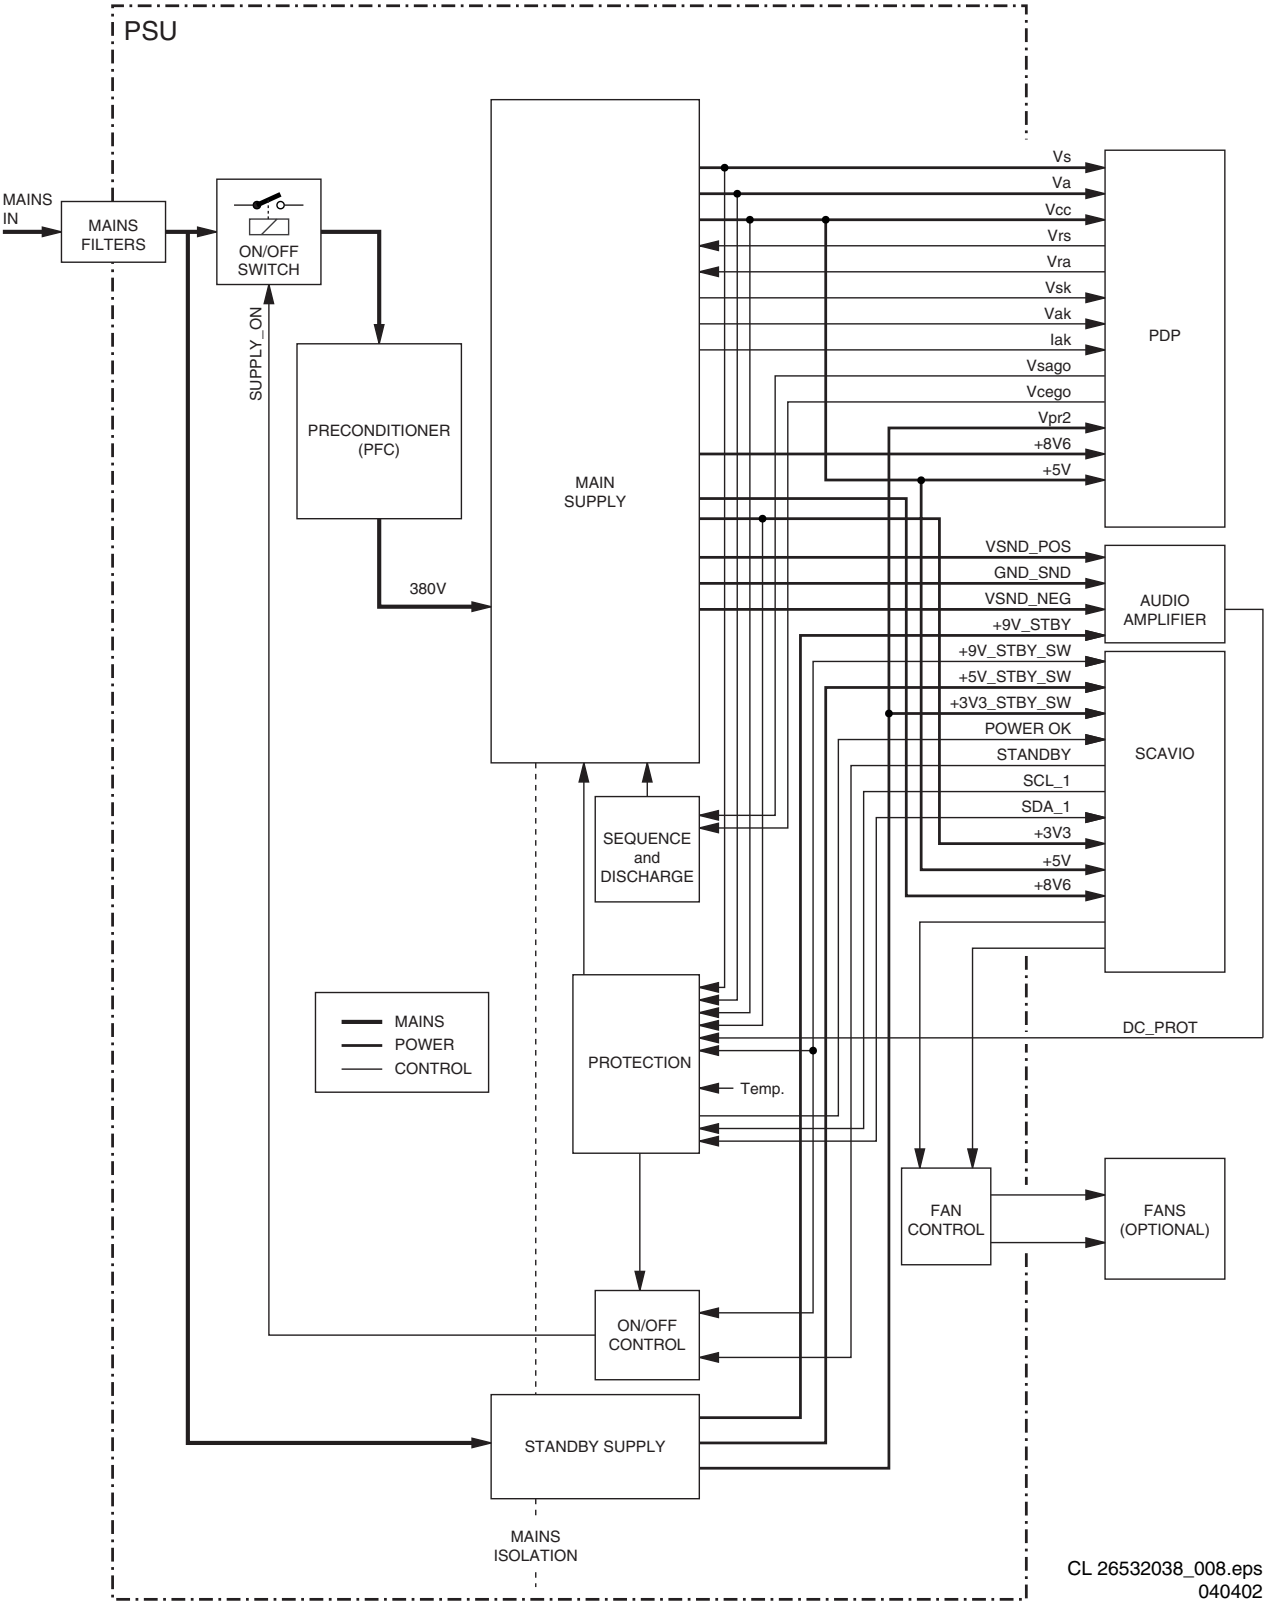 PSU
MAINS
IN
MAINS
FILTERS
ON/OFF
SWITCH
SUPPLY_ON
PRECONDITIONER
(PFC)
380V
MAIN
SUPPLY
Vs
Va
Vcc
Vrs
Vra
Vsk
Vak
Iak
Vsago
Vcego
Vpr2
+8V6
+5V
PDP
VSND_POS
GND_SND
VSND_NEG
+9V_STBY
AUDIO
AMPLIFIER
+9V_STBY_SW
+5V_STBY_SW
+3V3_STBY_SW
POWER OK
STANDBY
SCL_1
SDA_1
+3V3
+5V
+8V6
SCAVIO
SEQUENCE
and
DISCHARGE
MAINS
POWER
CONTROL
PROTECTION
Temp.
DC_PROT
FAN
CONTROL
FANS
(OPTIONAL)
ON/OFF
CONTROL
STANDBY SUPPLY
MAINS
ISOLATION
CL 26532038_008.eps
040402